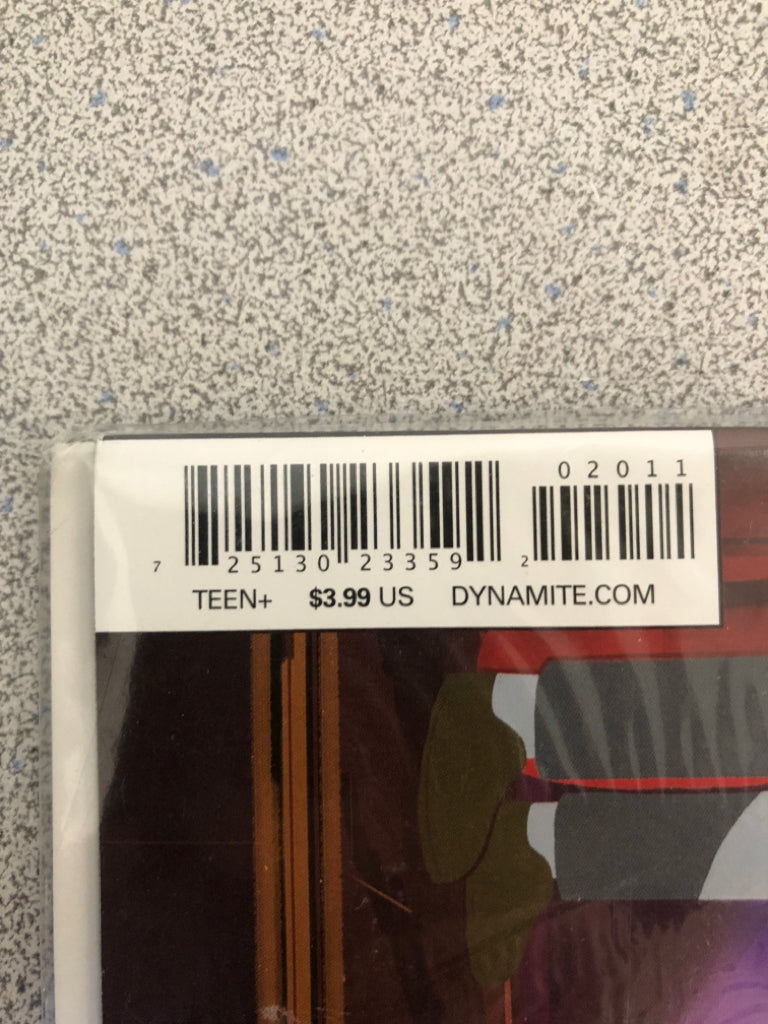 02011
7 25130 23359 2
TEEN+ $3.99 US DYNAMITE.COM